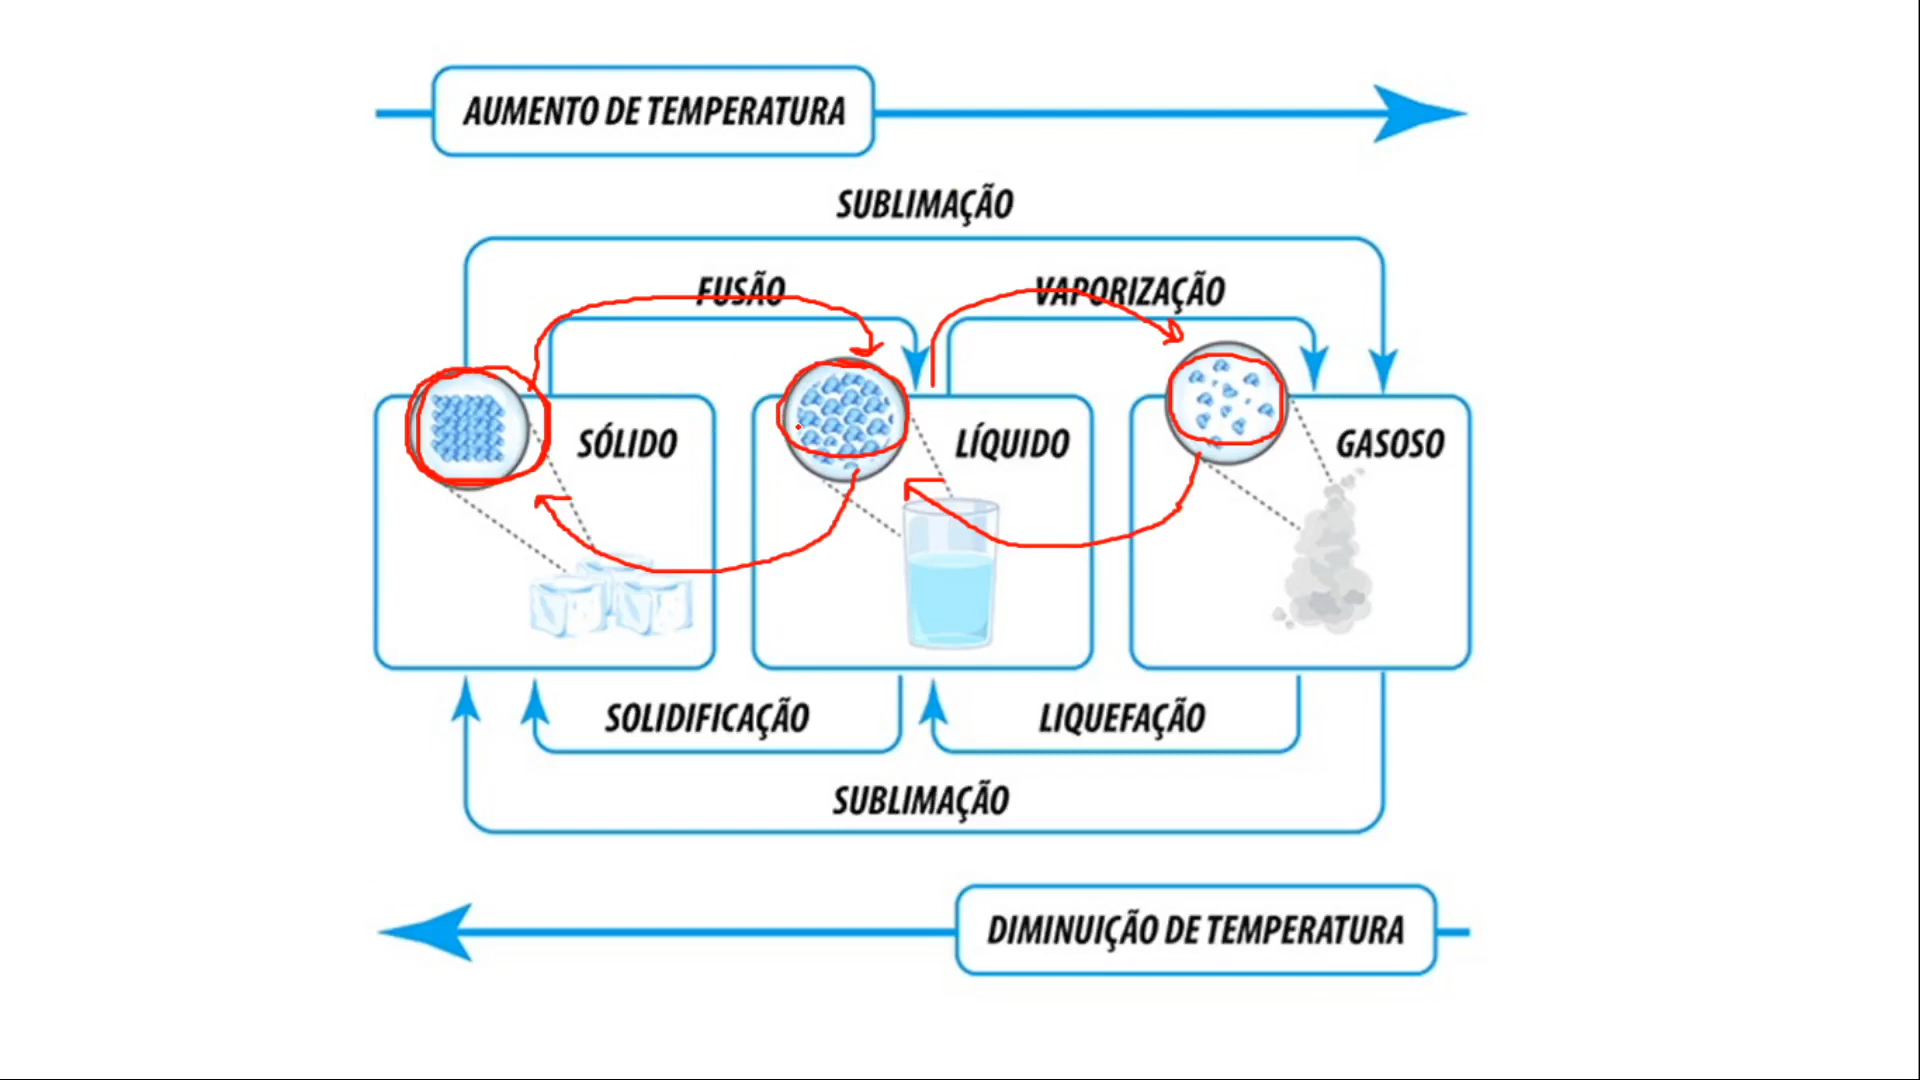 AUMENTO DE TEMPERATURA
SUBLIMAÇÃO
FUSÃO
VAPORIZAÇÃO
SÓLIDO
LÍQUIDO
GASOSO
SOLIDIFICAÇÃO
LIQUEFAÇÃO
SUBLIMAÇÃO
DIMINUIÇÃO DE TEMPERATURA